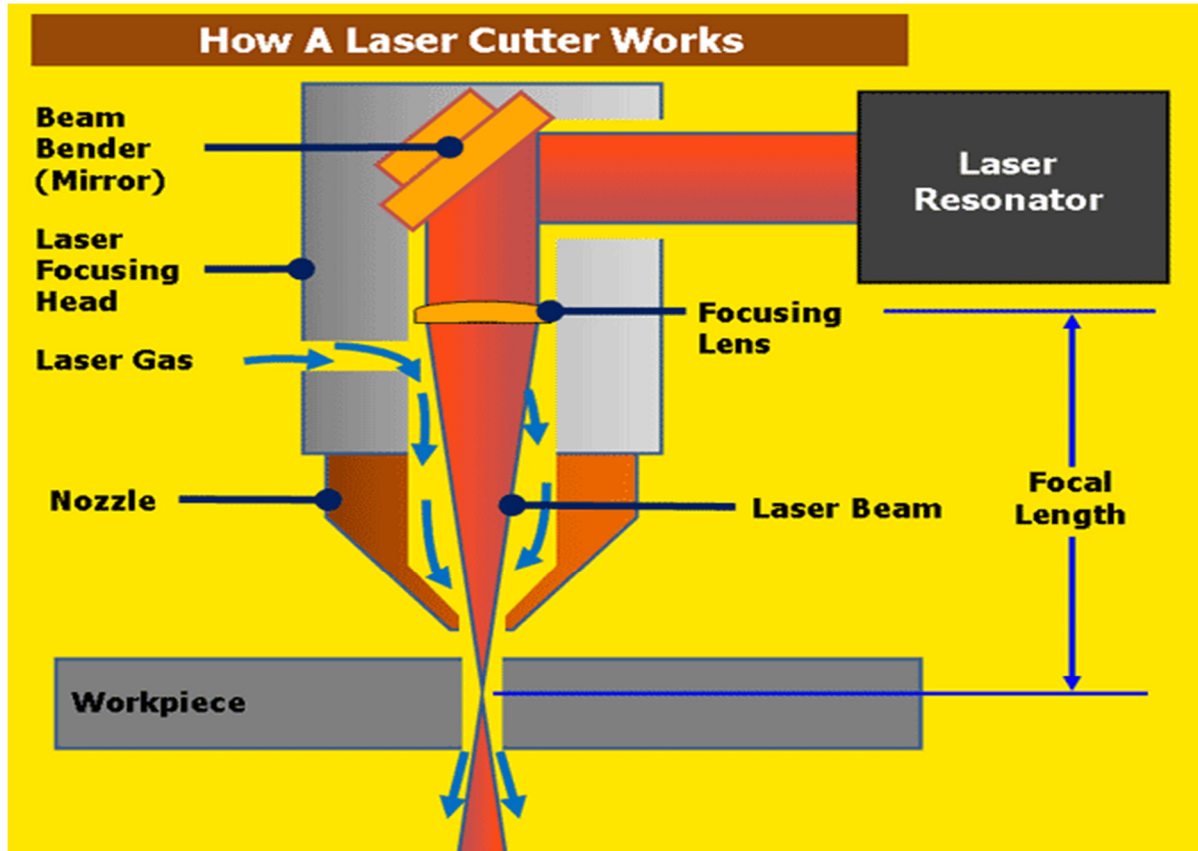 How A Laser Cutter Works
Beam
Bender
(Mirror)
Laser
Resonator
Laser
Focusing
Head
Focusing
Lens
Laser Gas
Nozzle
Laser Beam
Focal
Length
Workpiece